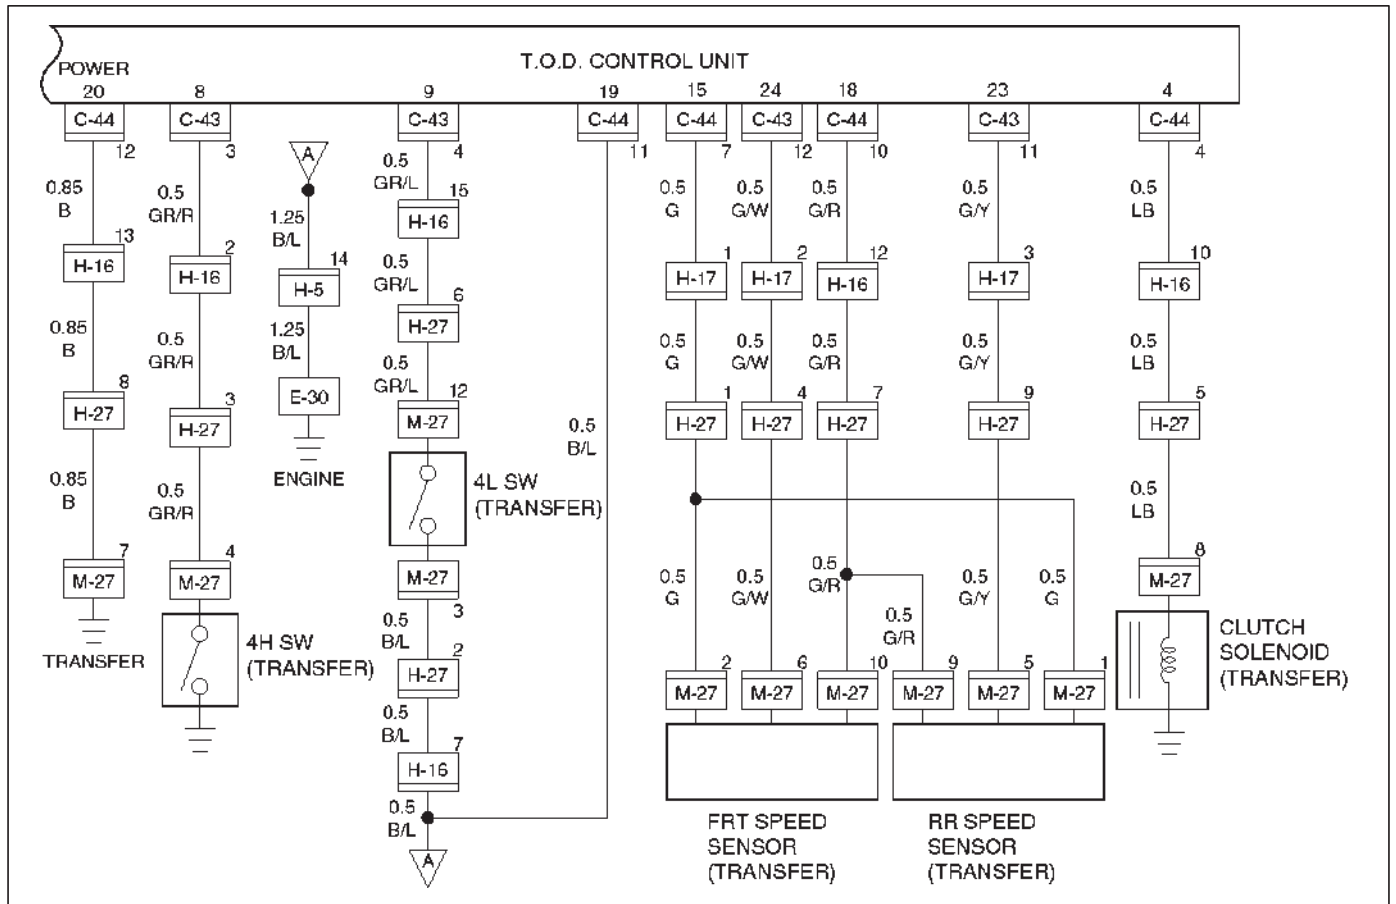 T.O.D. CONTROL UNIT
POWER
20 8 9 19 15 24 18 23 4
C-44 C-43 C-43 C-44 C-44 C-43 C-44 C-43 C-44
12 3 4 11 7 12 10 11 4
A
0.85 0.5 0.5 0.5 0.5 0.5 0.5 0.5
B GR/R GR/L G G/W G/R G/Y LB
15
H-16
1.25
B/L
13 2 14 1 2 12 3 10
H-16 H-16 H-5 H-17 H-17 H-16 H-17 H-16
0.5
GR/L
6
H-27
0.85 0.5 1.25 0.5 0.5 0.5 0.5 0.5
B GR/R B/L G G/W G/R G/Y LB
0.5
GR/L
8 3 12 1 4 7 9 5
H-27 H-27 E-30 M-27 H-27 H-27 H-27 H-27 H-27
0.5
B/L
ENGINE
4L SW
(TRANSFER)
0.85 0.5 0.5
B GR/R LB
7 4 8
M-27 M-27 M-27 M-27
3
0.5 0.5 0.5 0.5 0.5
G G/W G/R G/Y G
0.5
G/R
0.5
B/L
TRANSFER
4H SW
(TRANSFER)
CLUTCH
SOLENOID
(TRANSFER)
2
H-27
2 6 10 9 5 1
M-27 M-27 M-27 M-27 M-27 M-27
0.5
B/L
7
H-16
0.5
B/L
A
FRT SPEED
SENSOR
(TRANSFER)
RR SPEED
SENSOR
(TRANSFER)